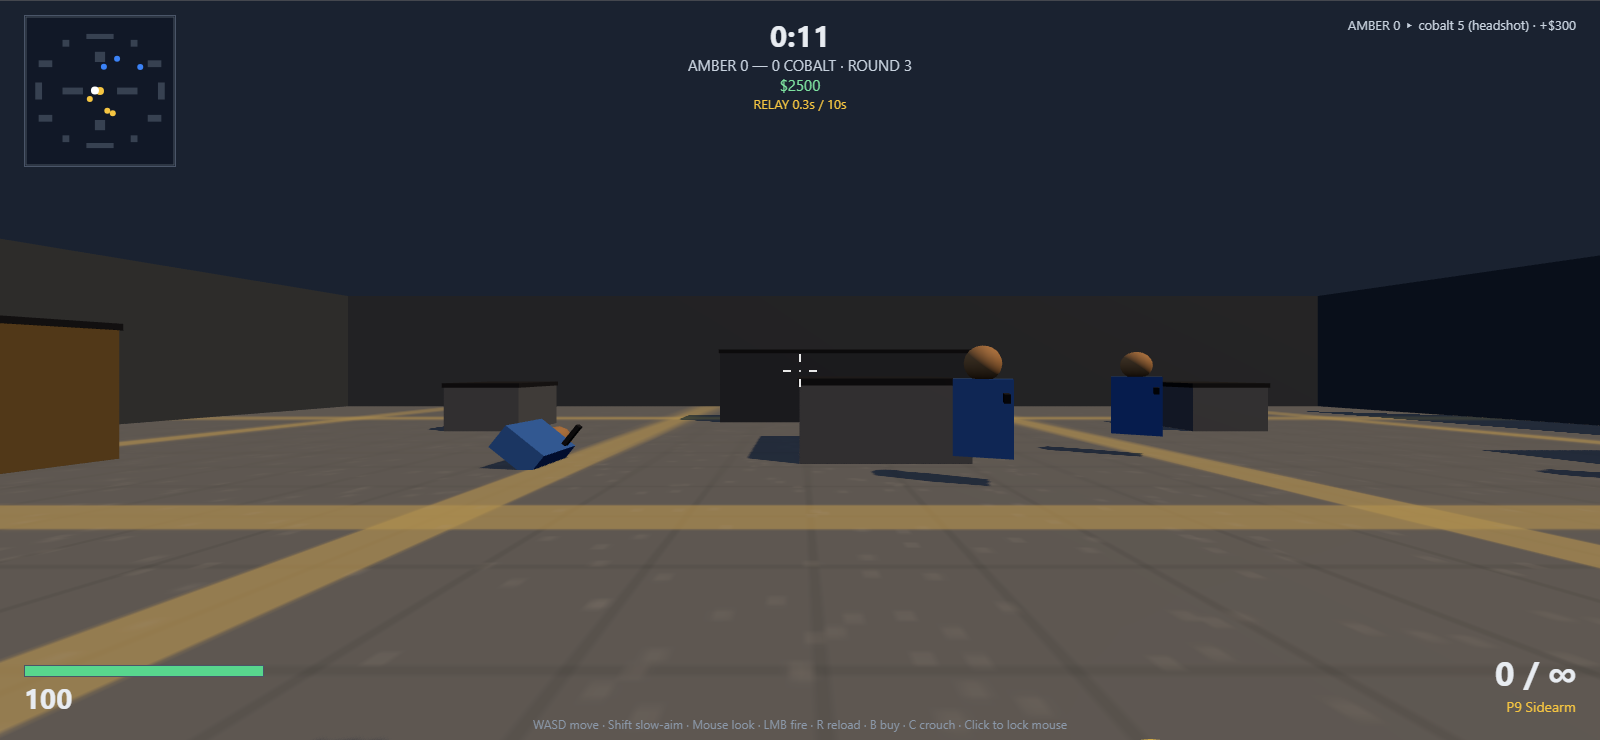 0:11
AMBER 0 — 0 COBALT · ROUND 3
$2500
RELAY 0.3s / 10s
AMBER 0 ▸ cobalt 5 (headshot) · +$300
100
0 / ∞
P9 Sidearm
WASD move · Shift slow-aim · Mouse look · LMB fire · R reload · B buy · C crouch · Click to lock mouse